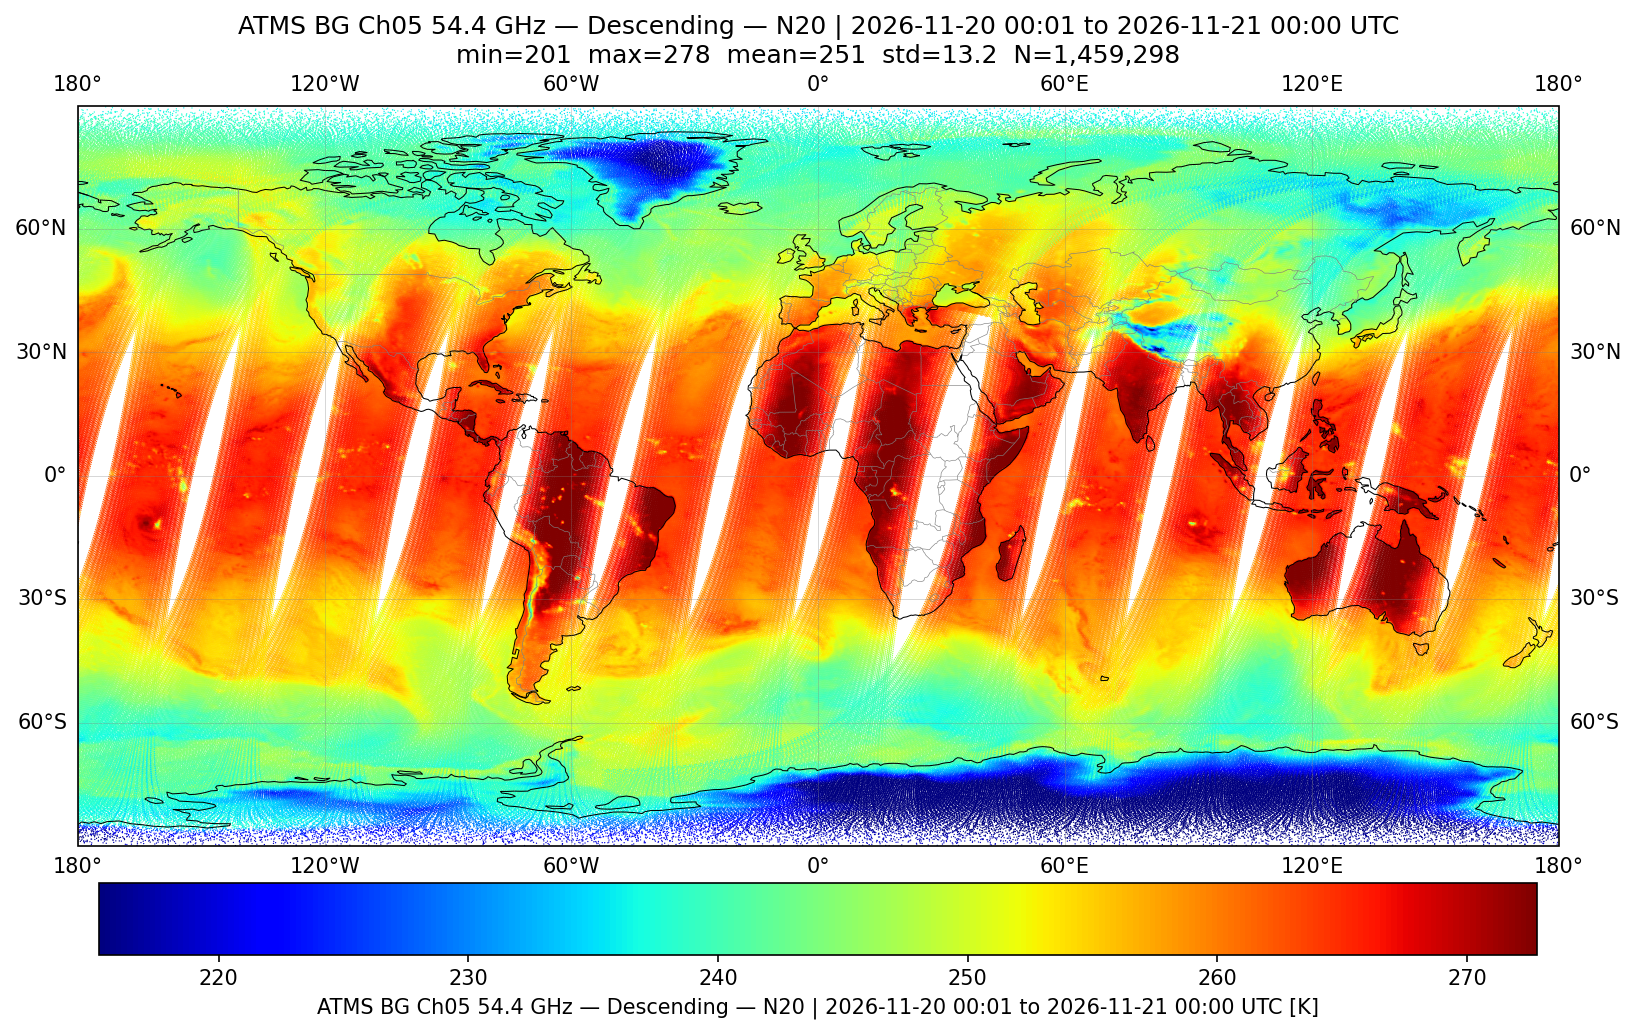 ATMS BG Ch05 54.4 GHz — Descending — N20 | 2026-11-20 00:01 to 2026-11-21 00:00 UTC
min=201 max=278 mean=251 std=13.2 N=1,459,298
180° 120°W 60°W 0° 60°E 120°E 180°
60°N 60°N
30°N 30°N
0° 0°
30°S 30°S
60°S 60°S
180° 120°W 60°W 0° 60°E 120°E 180°
220 230 240 250 260 270
ATMS BG Ch05 54.4 GHz — Descending — N20 | 2026-11-20 00:01 to 2026-11-21 00:00 UTC [K]